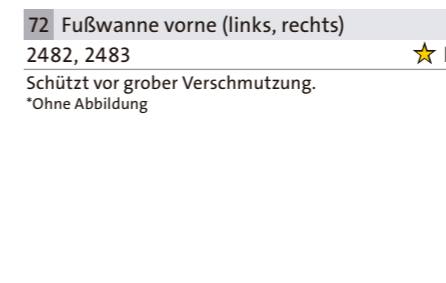 72 Fußwanne vorne (links, rechts)
2482, 2483
Schützt vor grober Verschmutzung.
*Ohne Abbildung